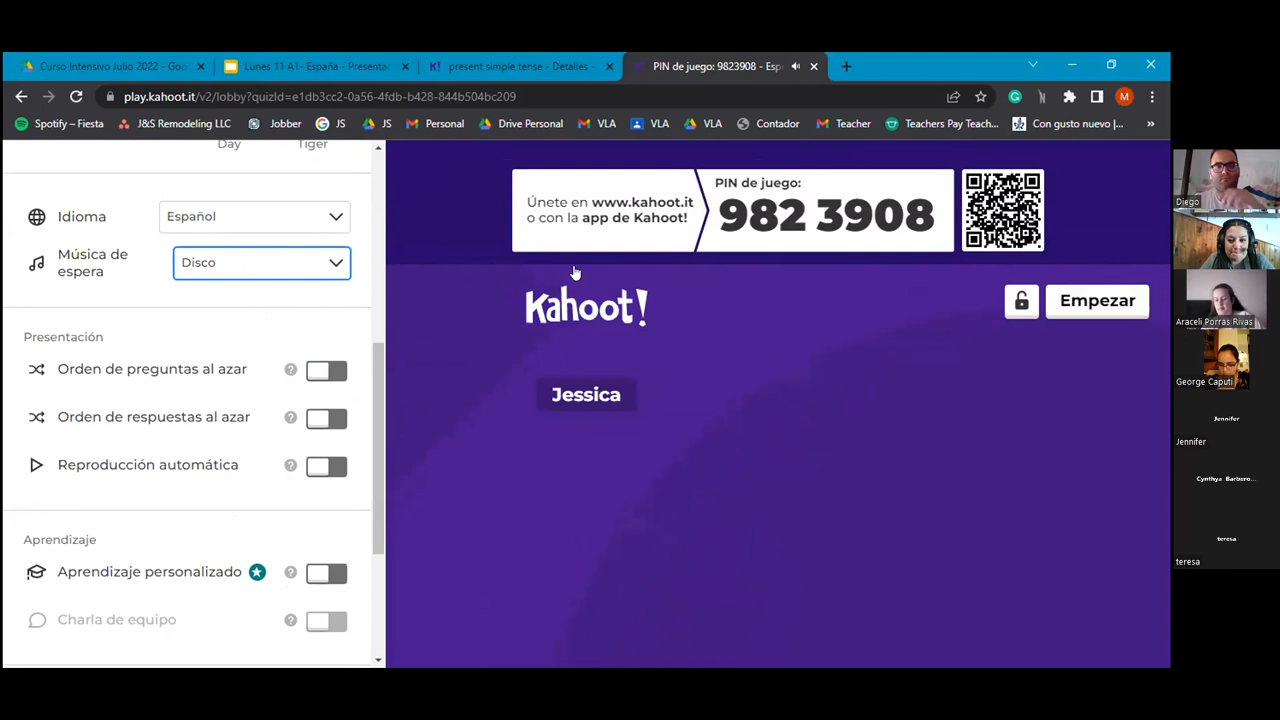 Curso Intensivo Julio 2022 - Goo
Lunes 11 A1- España - Presentac
K! present simple tense - Detalles -
PIN de juego: 9823908 - Esp
play.kahoot.it/v2/lobby?quizId=e1db3cc2-0a56-4fdb-b428-844b504bc209
M
Spotify – Fiesta
J&S Remodeling LLC
Jobber
JS
JS
Personal
Drive Personal
VLA
VLA
VLA
Contador
Teacher
Teachers Pay Teach...
Con gusto nuevo |...
»
Day
Tiger
Idioma
Español
Música de
espera
Disco
Presentación
Orden de preguntas al azar
?
Orden de respuestas al azar
?
Reproducción automática
?
Aprendizaje
Aprendizaje personalizado
?
Charla de equipo
?
Únete en www.kahoot.it
o con la app de Kahoot!
PIN de juego:
982 3908
Kahoot!
Empezar
Jessica
Diego
Araceli Porras Rivas
George Caputi
Jennifer
Jennifer
Cynthya Barbero...
teresa
teresa